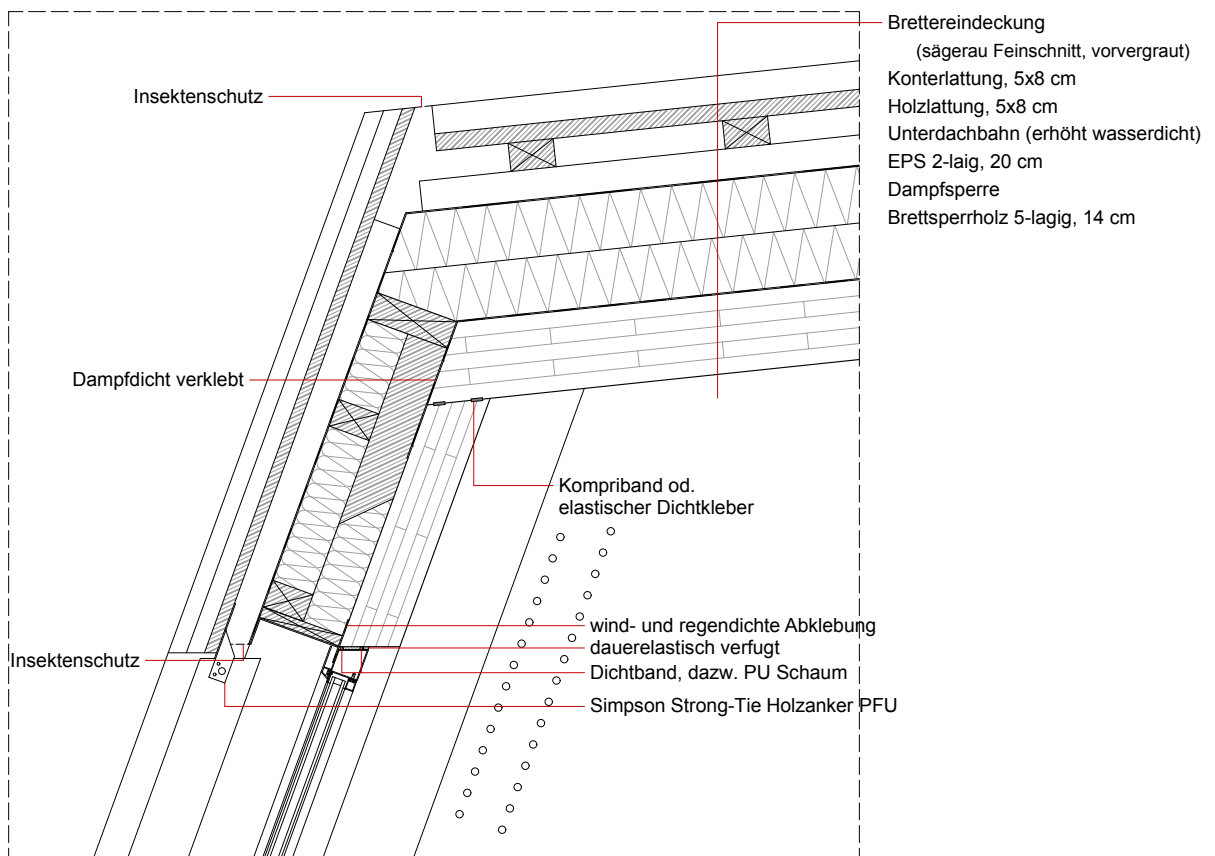 Brettereindeckung
(sägerau Feinschnitt, vorvergraut)
Konterlattung, 5x8 cm
Holzlattung, 5x8 cm
Unterdachbahn (erhöht wasserdicht)
EPS 2-laig, 20 cm
Dampfsperre
Brettsperrholz 5-lagig, 14 cm
Insektenschutz
Dampfdicht verklebt
Kompriband od.
elastischer Dichtkleber
wind- und regendichte Abklebung
dauerelastisch verfugt
Insektenschutz
Dichtband, dazw. PU Schaum
Simpson Strong-Tie Holzanker PFU